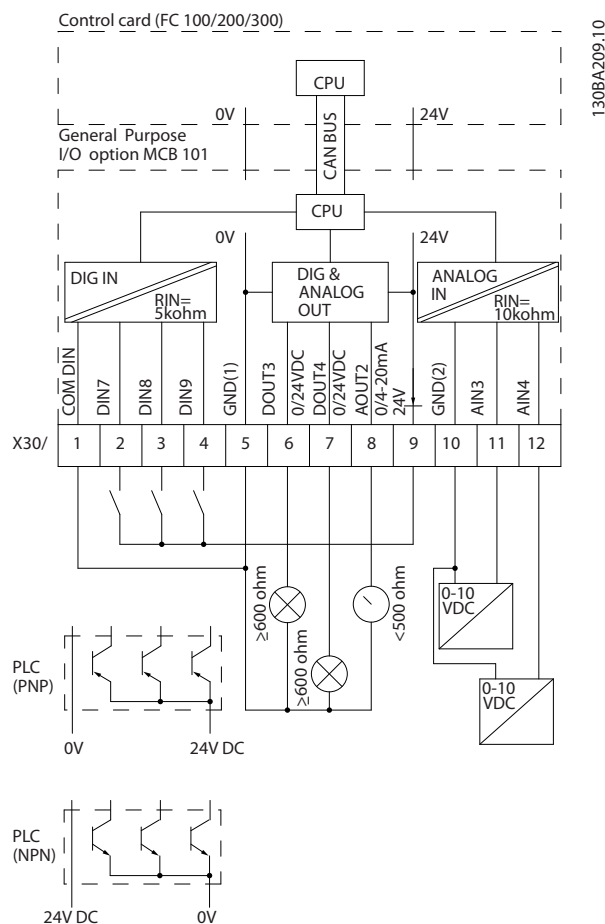 Control card (FC 100/200/300)
130BA209.10
CPU
0V
24V
General Purpose
I/O option MCB 101
CAN BUS
CPU
0V
24V
DIG IN
RIN=
5kohm
DIG &
ANALOG
OUT
ANALOG
IN
RIN=
10kohm
COM DIN
DIN7
DIN8
DIN9
GND(1)
DOUT3
0/24VDC
DOUT4
0/24VDC
AOUT2
0/4-20mA
24V
GND(2)
AIN3
AIN4
X30/
1
2
3
4
5
6
7
8
9
10
11
12
≥600 ohm
≥600 ohm
<500 ohm
0-10
VDC
0-10
VDC
PLC
(PNP)
0V
24V DC
PLC
(NPN)
24V DC
0V